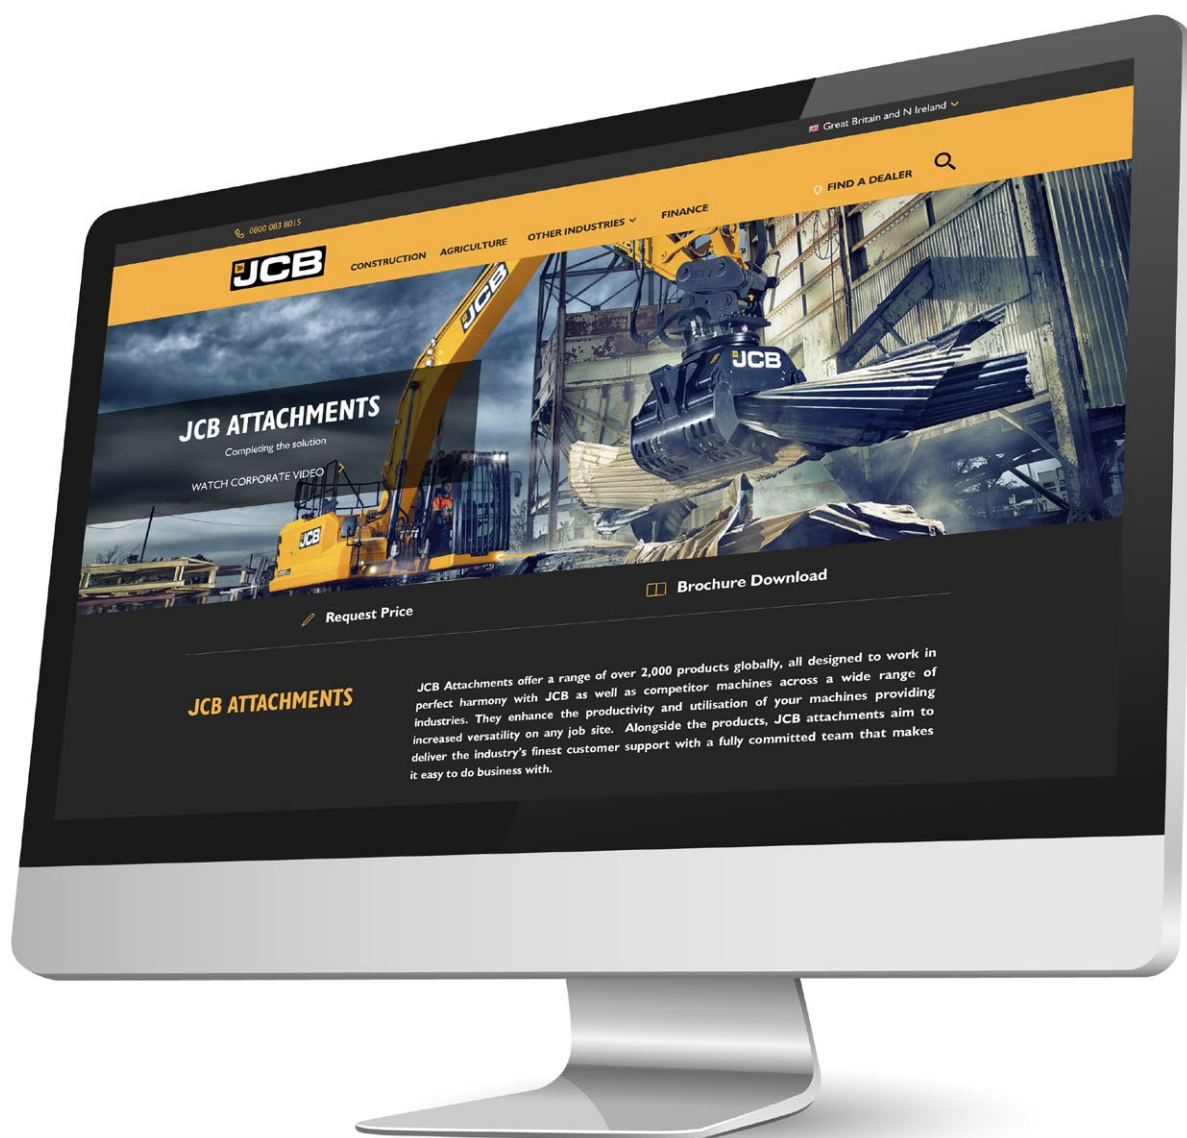 Great Britain and N Ireland
0800 083 8015
JCB
CONSTRUCTION AGRICULTURE OTHER INDUSTRIES FINANCE
FIND A DEALER
JCB
JCB
JCB ATTACHMENTS
Completing the solution
WATCH CORPORATE VIDEO
JCB
Request Price
Brochure Download
JCB ATTACHMENTS
JCB Attachments offer a range of over 2,000 products globally, all designed to work in
perfect harmony with JCB as well as competitor machines across a wide range of
industries. They enhance the productivity and utilisation of your machines providing
increased versatility on any job site. Alongside the products, JCB attachments aim to
deliver the industry's finest customer support with a fully committed team that makes
it easy to do business with.